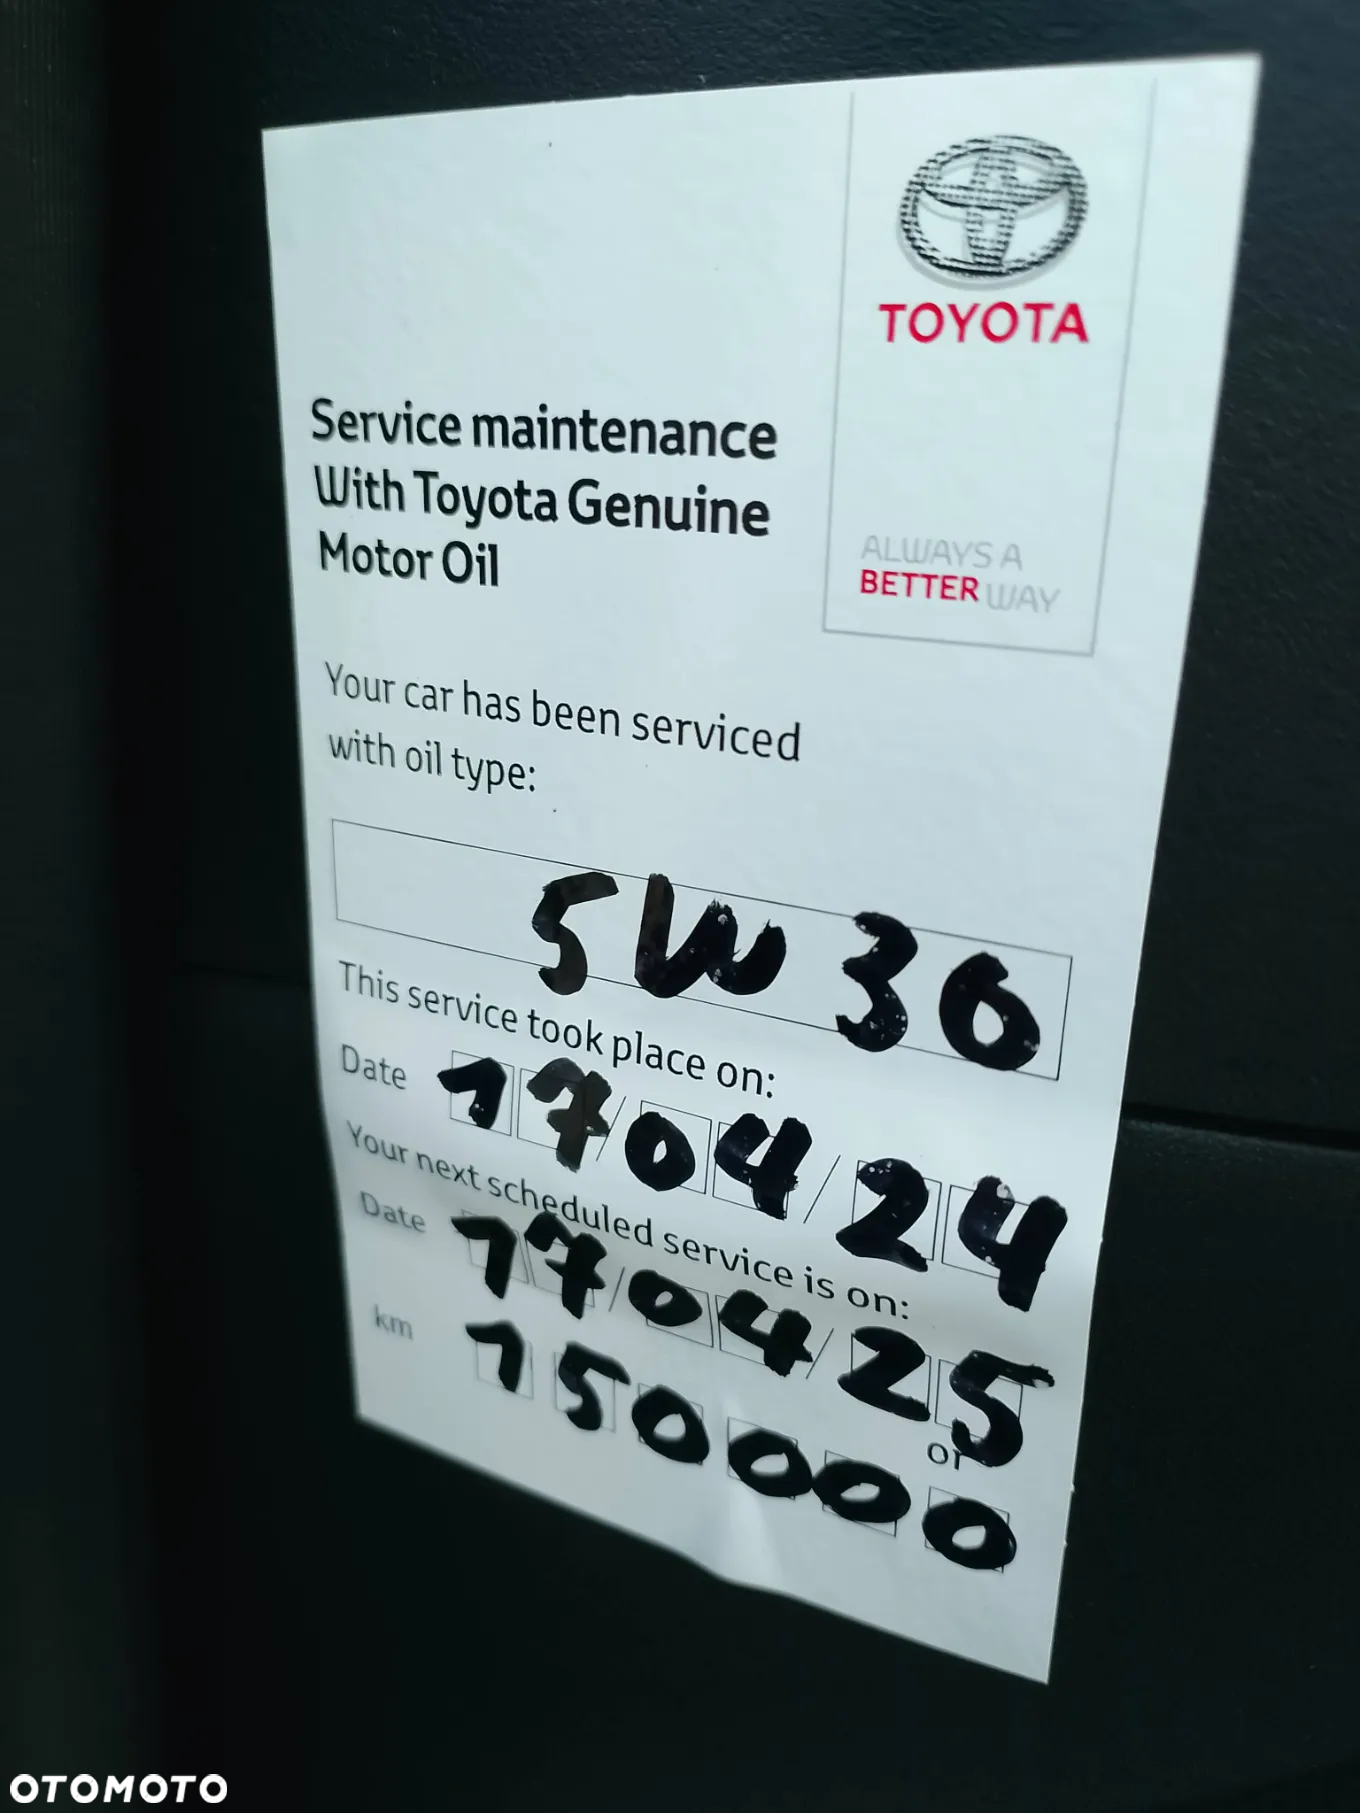 TOYOTA
ALWAYS A
BETTER WAY
Service maintenance
With Toyota Genuine
Motor Oil
Your car has been serviced
with oil type:
5W 30
This service took place on:
Date 17/04/24
Your next scheduled service is on:
Date 17/04/25
or
km 150000
OTOMOTO